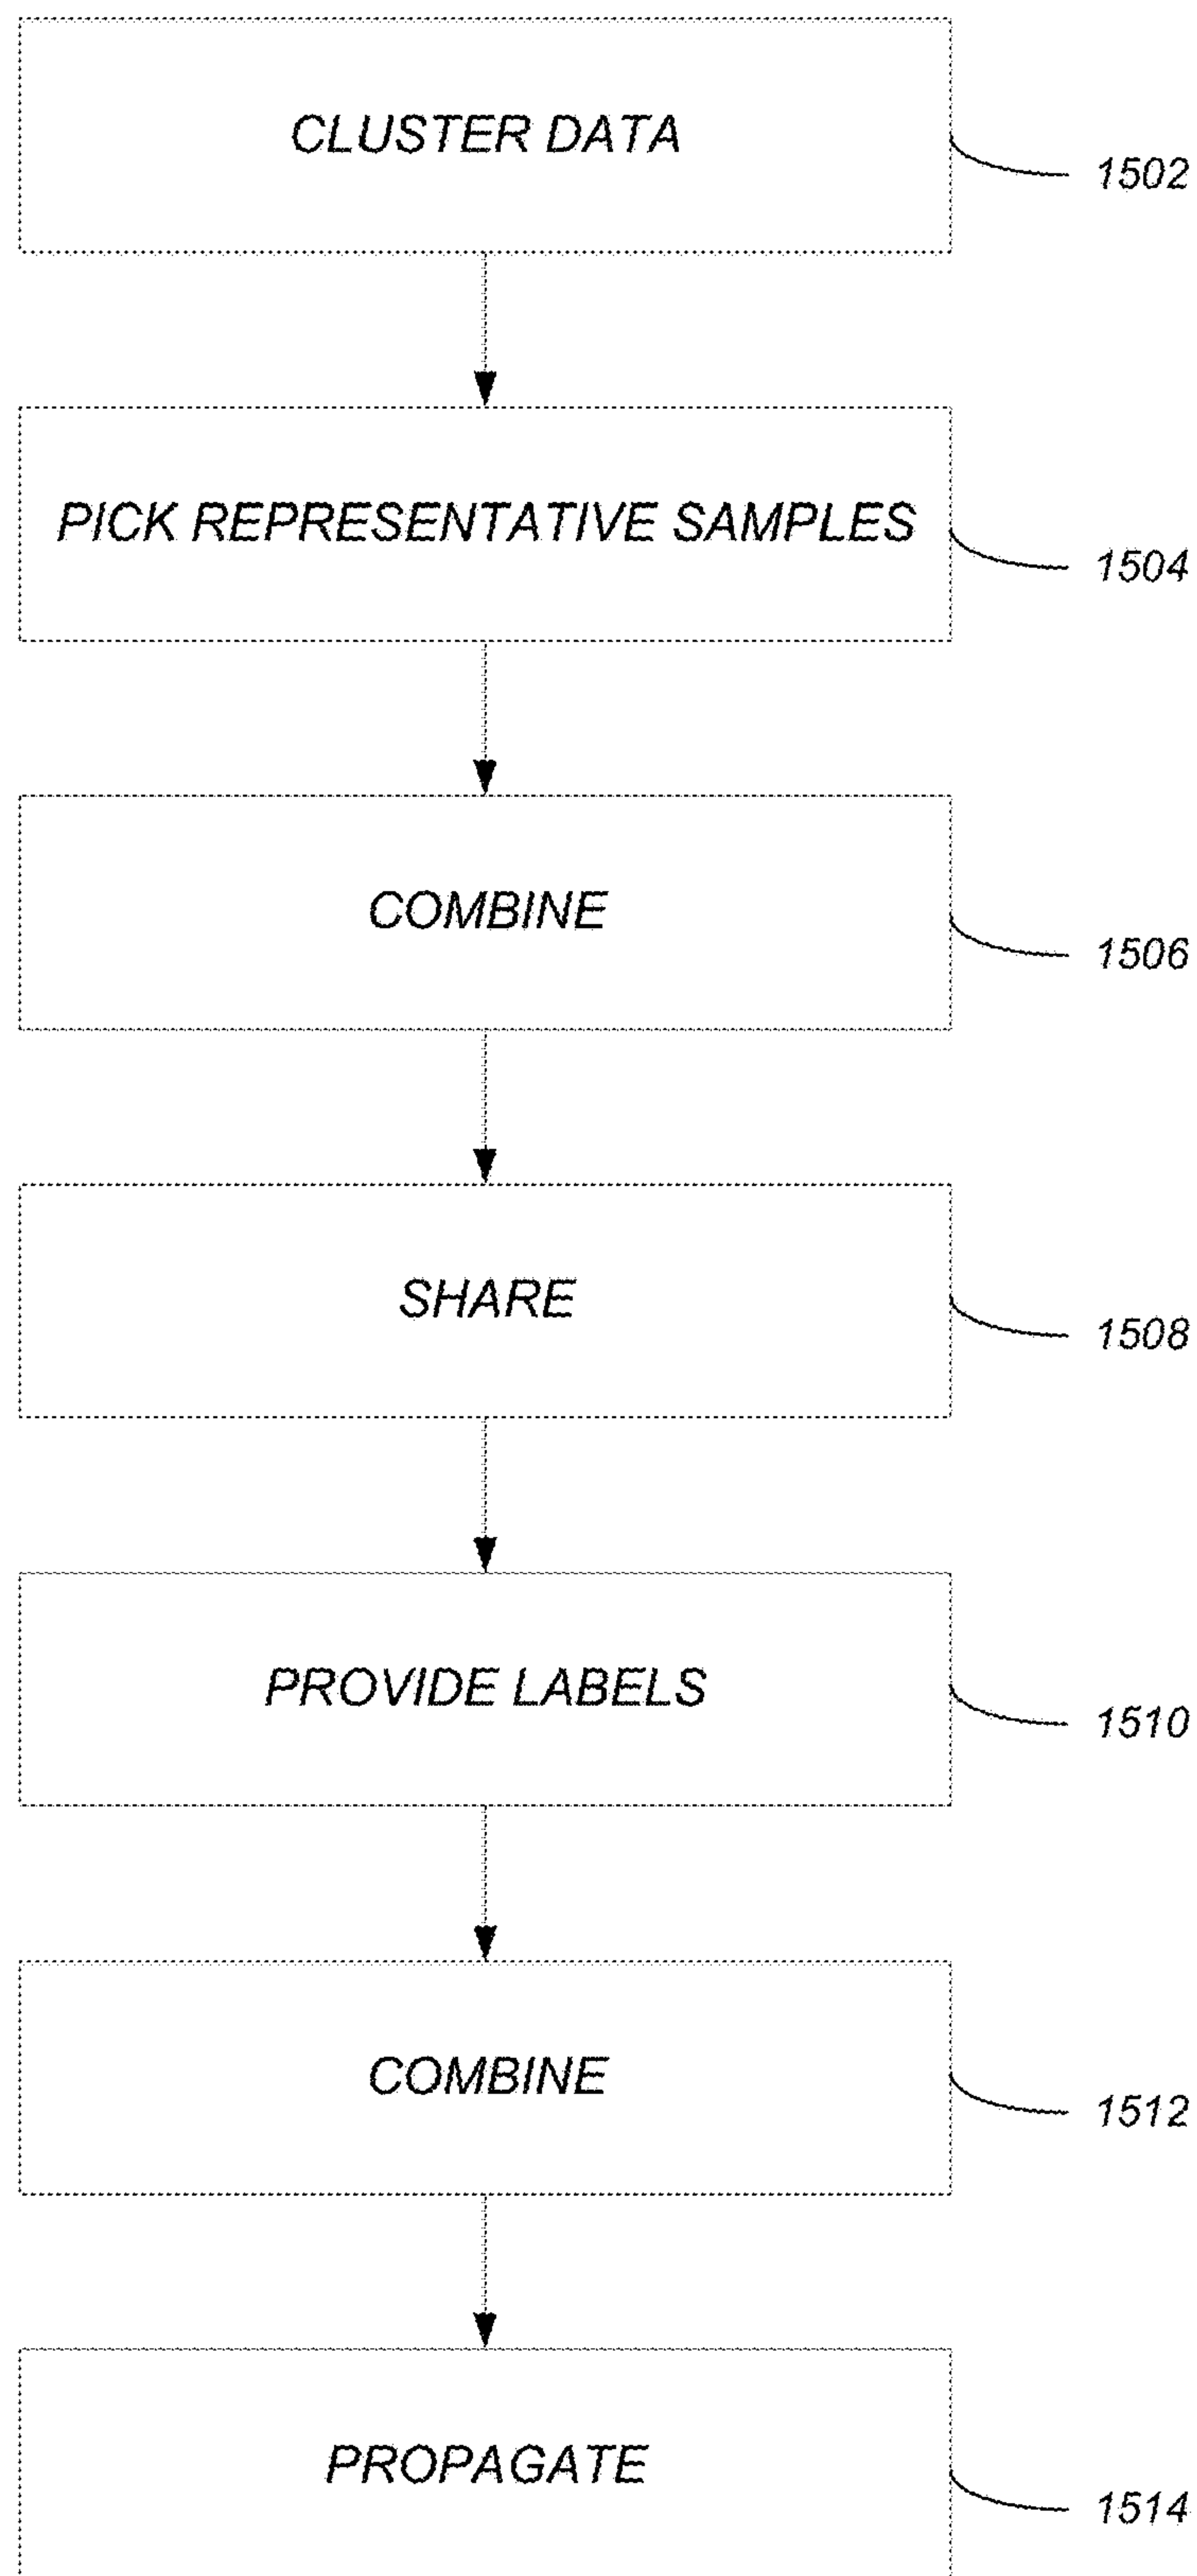 CLUSTER DATA
1502
PICK REPRESENTATIVE SAMPLES
1504
COMBINE
1506
SHARE
1508
PROVIDE LABELS
1510
COMBINE
1512
PROPAGATE
1514